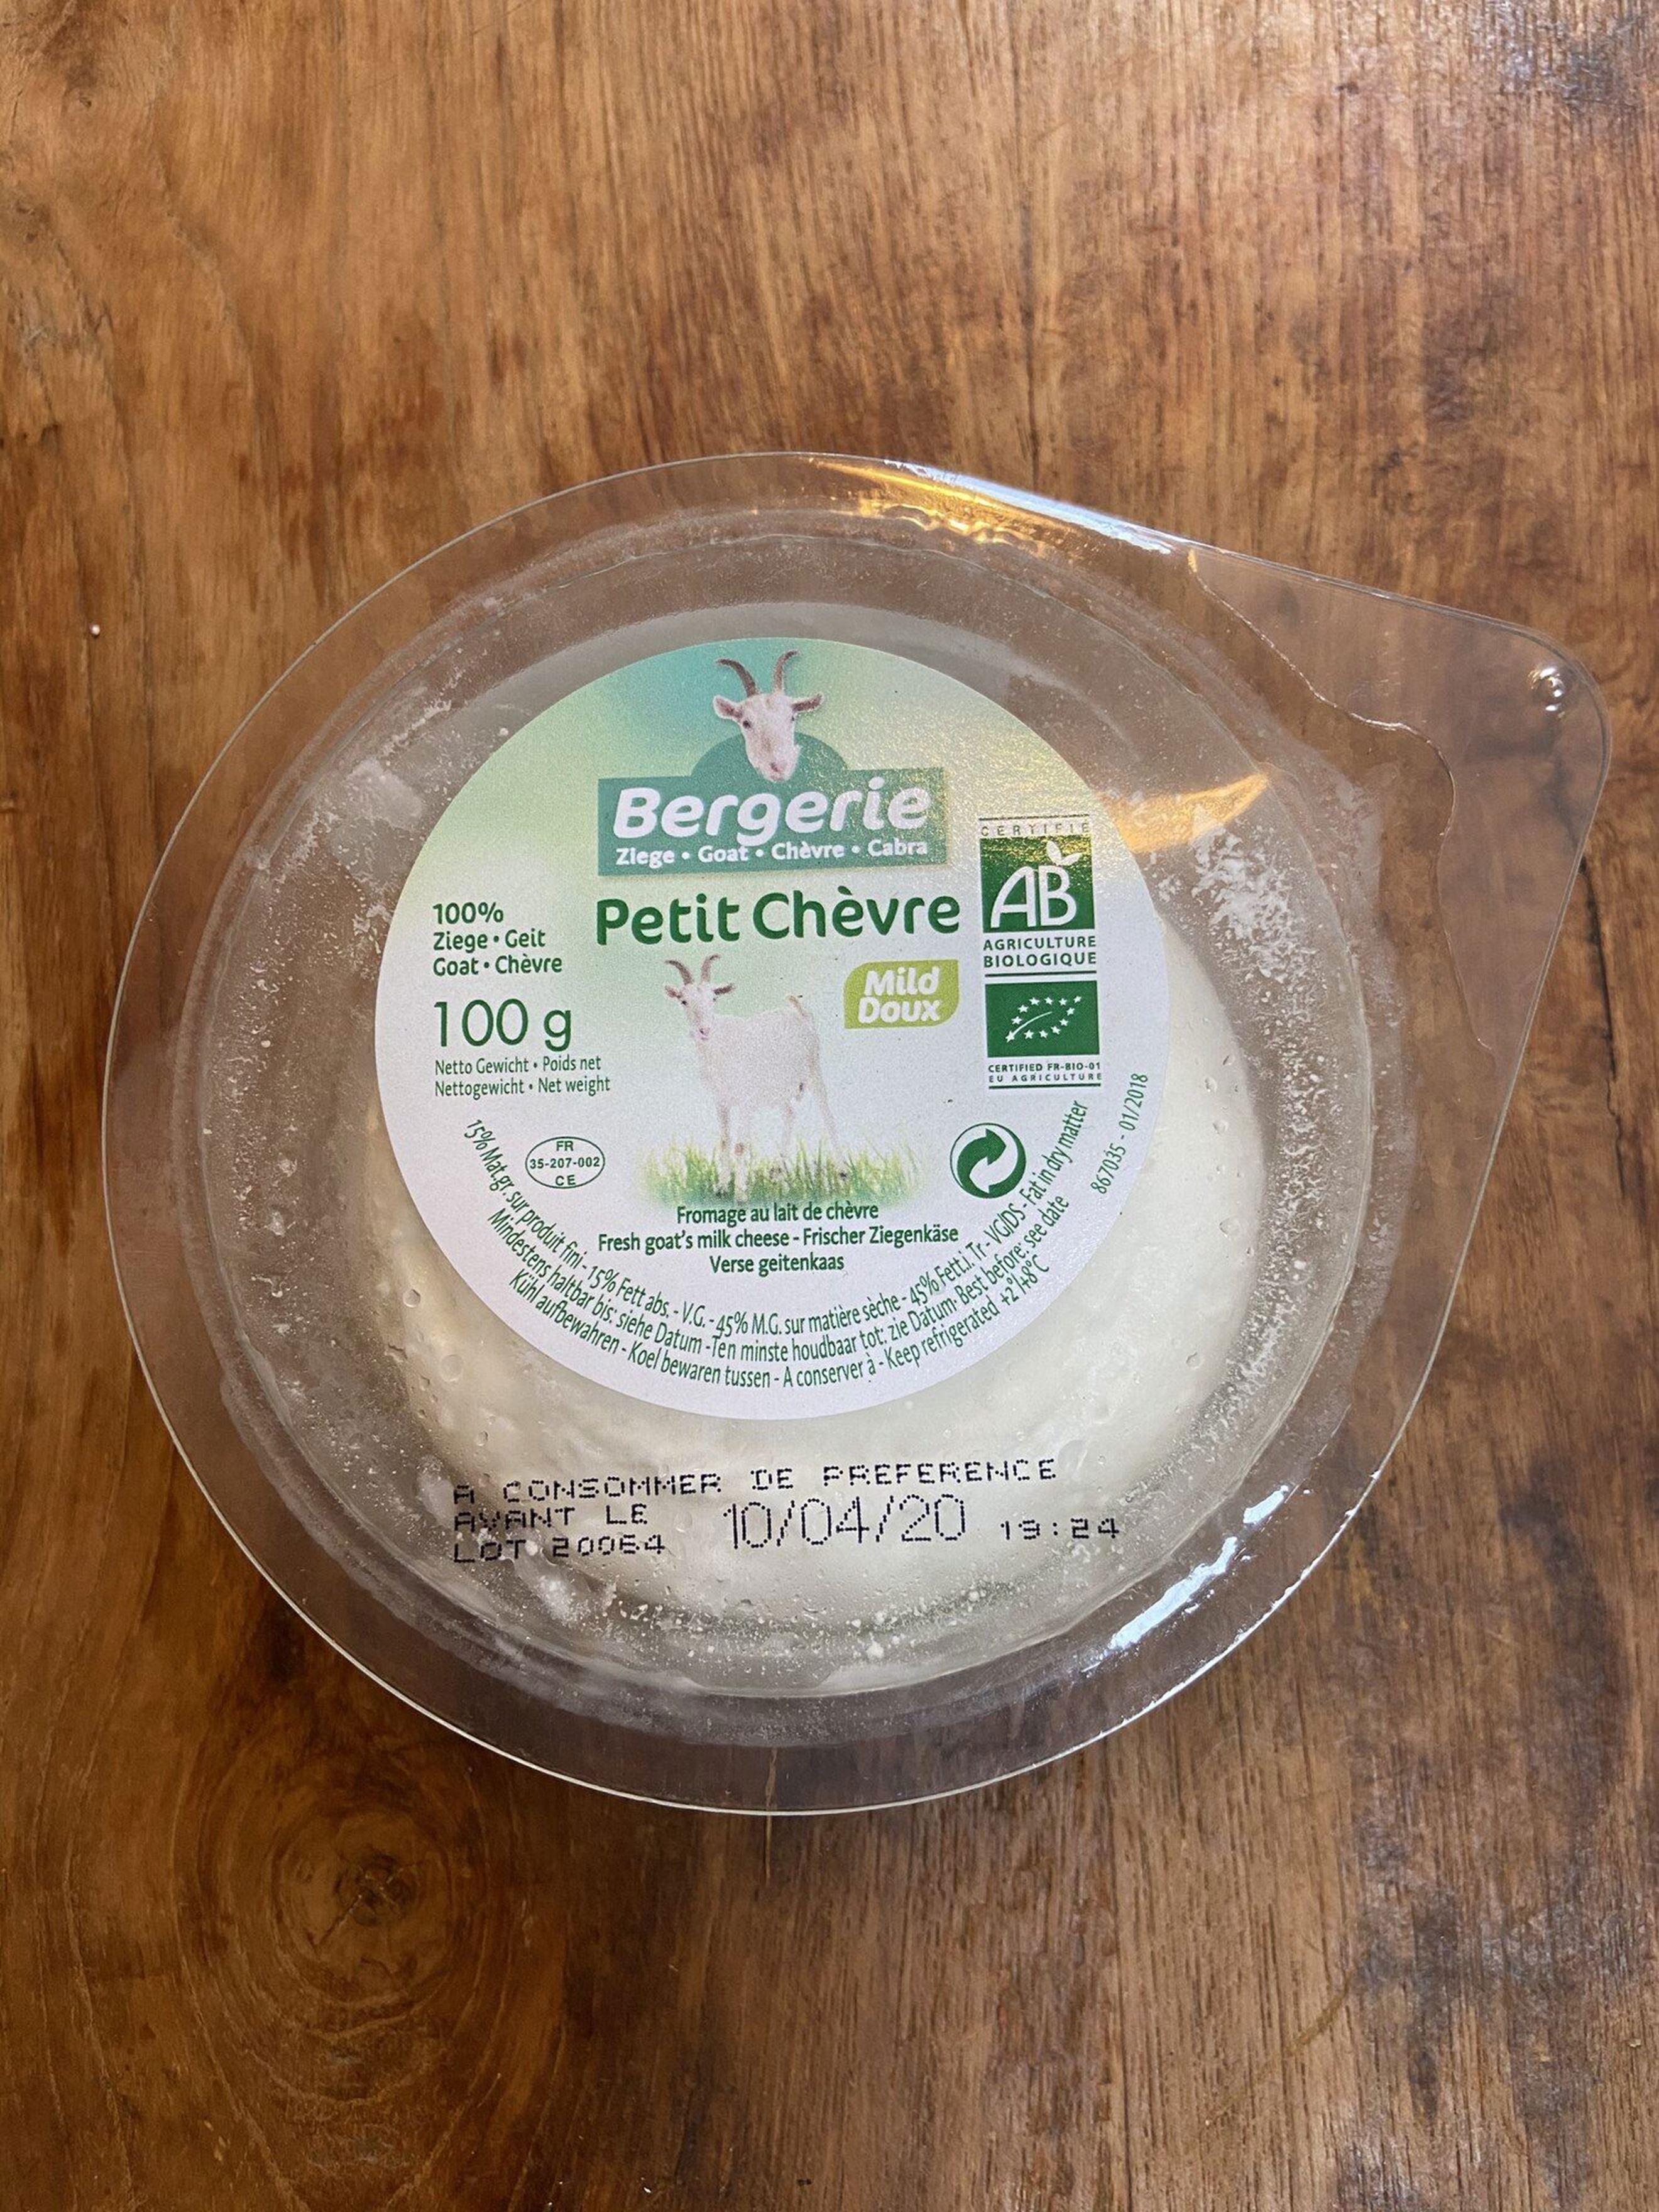 Bergerie
Ziege • Goat • Chèvre • Cabra
Petit Chèvre
Mild
Doux
100%
Ziege • Geit
Goat • Chèvre
100 g
Netto Gewicht • Poids net
Nettogewicht • Net weight
CERTIFIÉ
AB
AGRICULTURE
BIOLOGIQUE
CERTIFIED FR-BIO-01
EU AGRICULTURE
FR
35-207-002
CE
Fromage au lait de chèvre
Fresh goat's milk cheese - Frischer Ziegenkäse
Verse geitenkaas
15% Mat.gr. sur produit fini - 15% Fett abs. - V.G. - 45% M.G. sur matière sèche - 45% Fett.i.Tr - VG/DS - Fat in dry matter
Mindestens haltbar bis: siehe Datum -Ten minste houdbaar tot: zie Datum- Best before: see date
Kühl aufbewahren - Koel bewaren tussen - A conserver à - Keep refrigerated +2°/+8°C
867035 - 01/2018
A CONSOMMER DE PREFERENCE
AVANT LE 10/04/20 19:24
LOT 20064